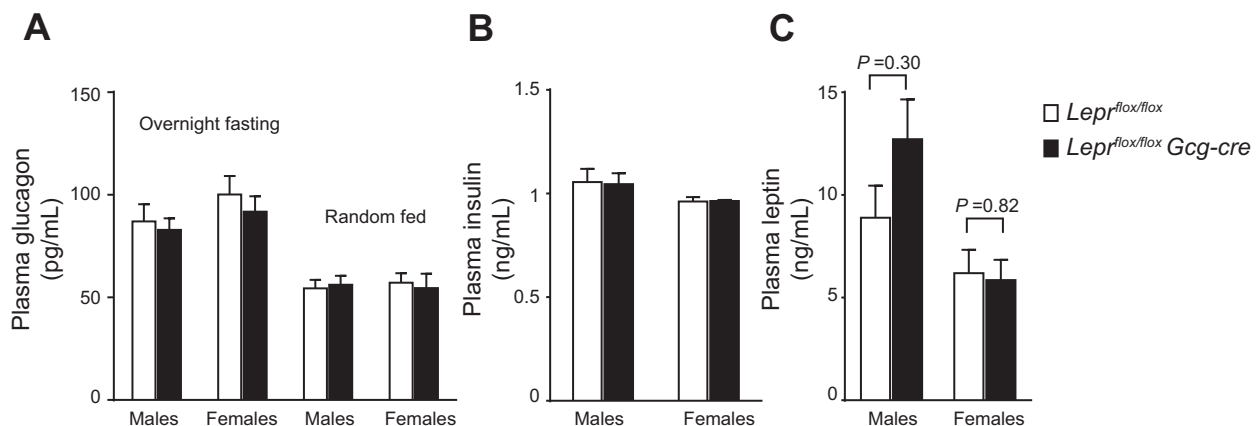 A
Plasma glucagon
(pg/mL)
150
100
50
0
Overnight fasting
Random fed
Males
Females
Males
Females
B
Plasma insulin
(ng/mL)
1.5
1
0.5
0
Males
Females
C
Plasma leptin
(ng/mL)
15
10
5
0
P =0.30
P =0.82
Males
Females
Lepr^flox/flox
Lepr^flox/flox Gcg-cre